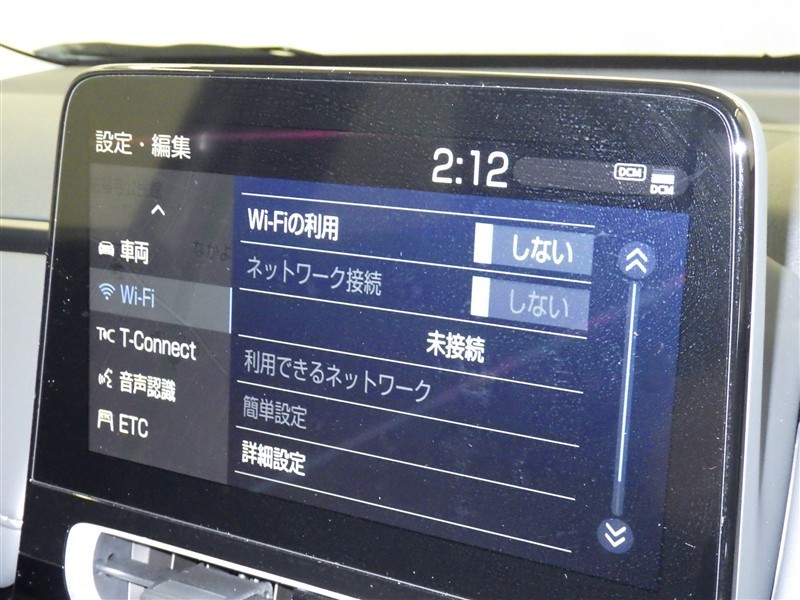 設定・編集
2:12
DCM
DCM
車両
Wi-Fi
T-Connect
音声認識
ETC
Wi-Fiの利用
しない
ネットワーク接続
しない
未接続
利用できるネットワーク
簡単設定
詳細設定